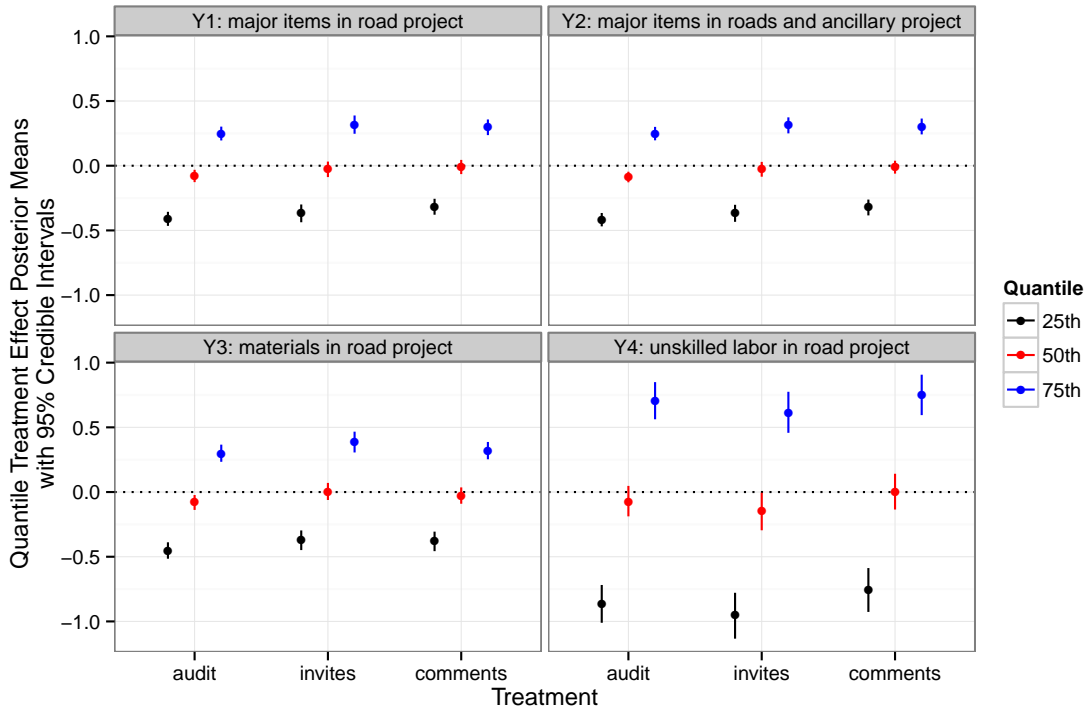 Y1: major items in road project
Y2: major items in roads and ancillary project
1.0
0.5
0.0
−0.5
−1.0
Y3: materials in road project
Y4: unskilled labor in road project
1.0
0.5
0.0
−0.5
−1.0
Quantile Treatment Effect Posterior Means
with 95% Credible Intervals
audit
invites
comments
audit
invites
comments
Treatment
Quantile
25th
50th
75th